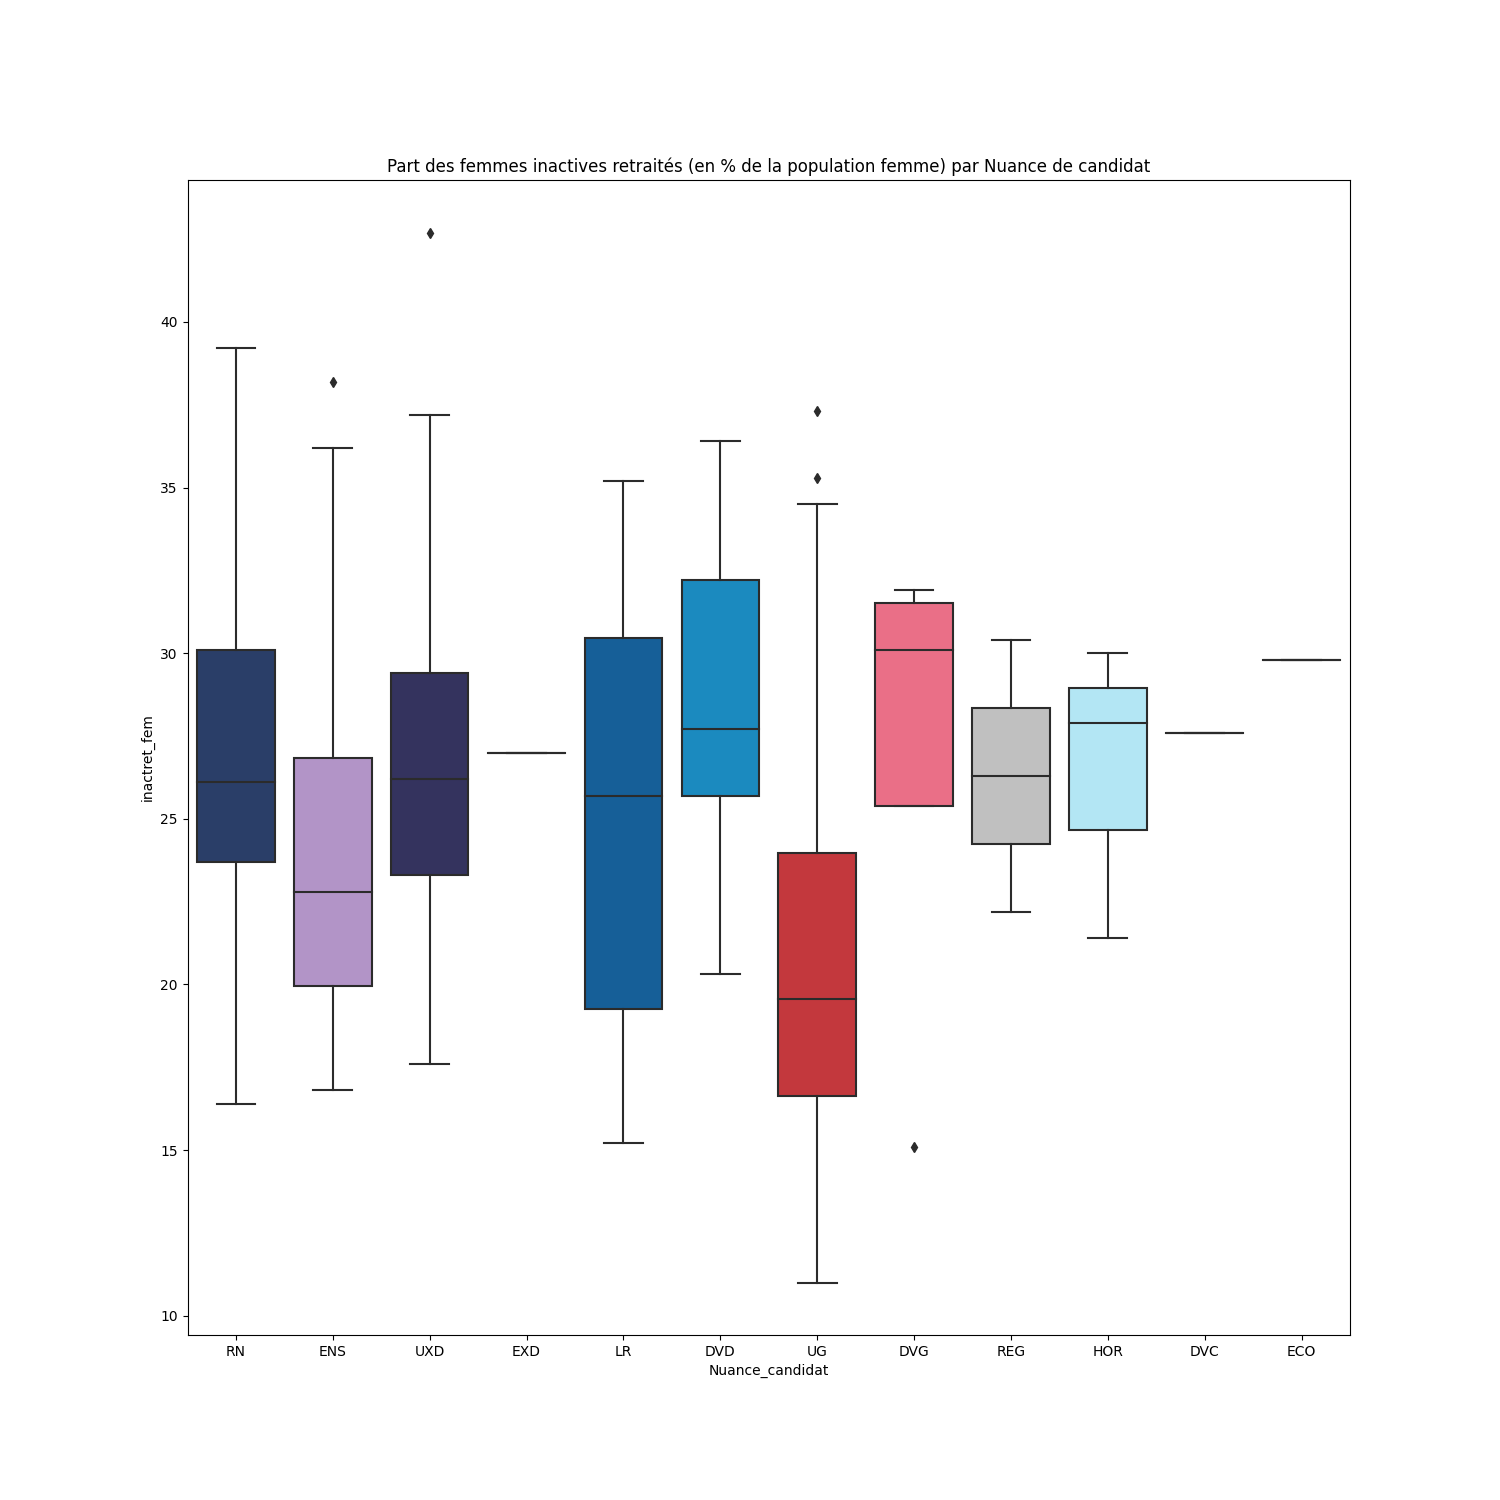 Part des femmes inactives retraités (en % de la population femme) par Nuance de candidat
40
35
30
25
20
15
10
inactret_fem
RN ENS UXD EXD LR DVD UG DVG REG HOR DVC ECO
Nuance_candidat